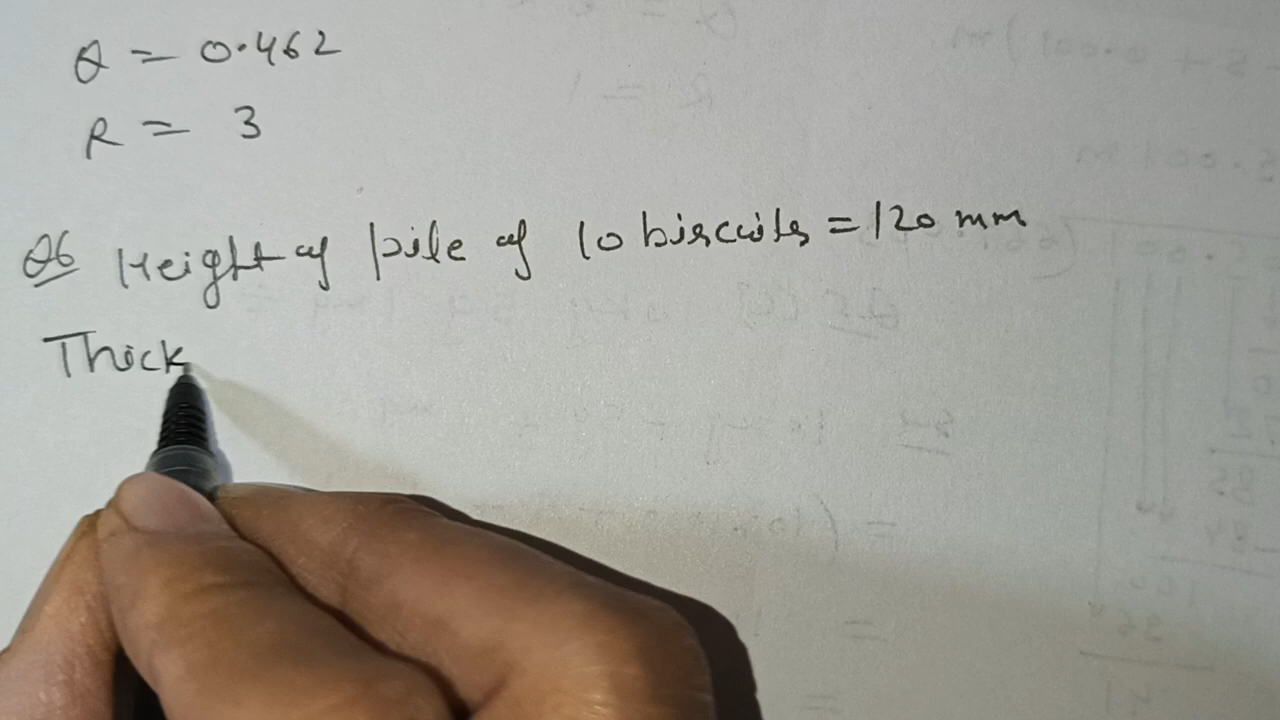 Q = 0.462
R = 3
Q6 Height of pile of 10 biscuits = 120 mm
Thick